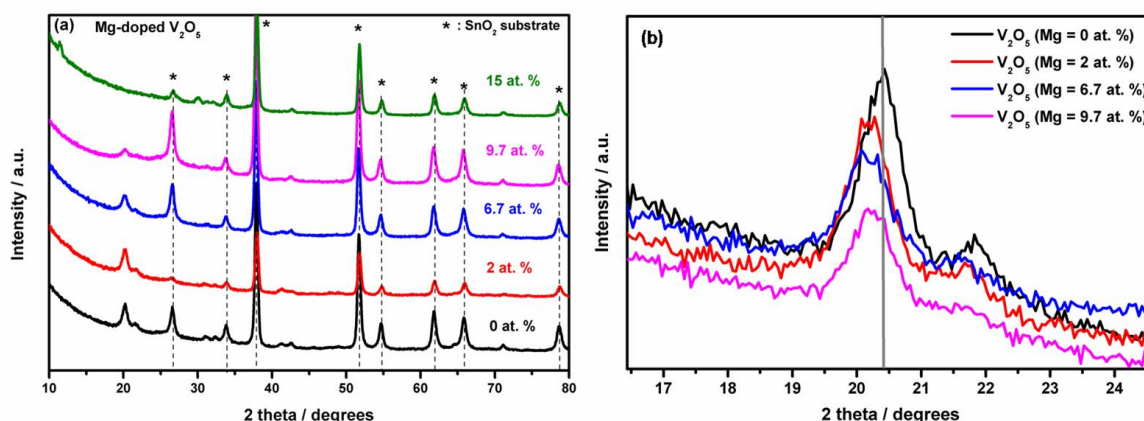 (a)
Mg-doped V₂O₅
*
* : SnO₂ substrate
*
*
*
*
*
*
*
15 at. %
9.7 at. %
6.7 at. %
2 at. %
0 at. %
Intensity / a.u.
10 20 30 40 50 60 70 80
2 theta / degrees
(b)
V₂O₅ (Mg = 0 at. %)
V₂O₅ (Mg = 2 at. %)
V₂O₅ (Mg = 6.7 at. %)
V₂O₅ (Mg = 9.7 at. %)
Intensity / a.u.
17 18 19 20 21 22 23 24
2 theta / degrees